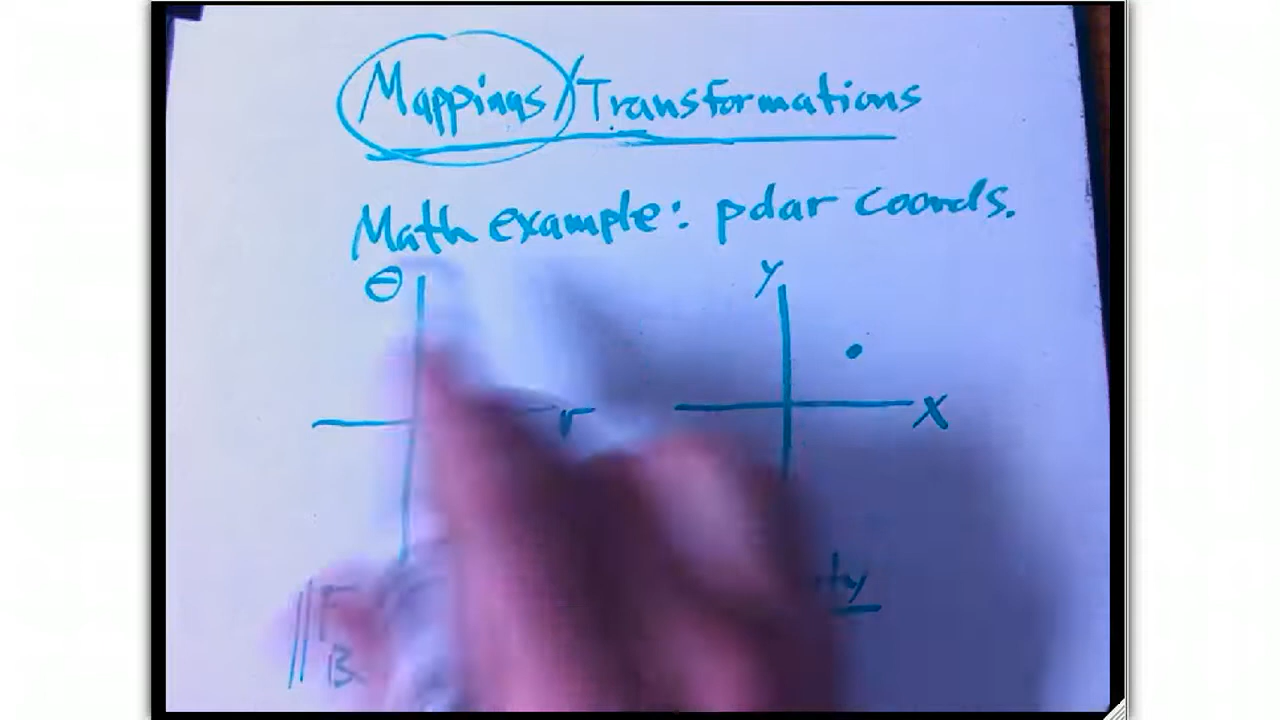 Mappings/Transformations
Math example: polar coords.
θ
y
r
x
B